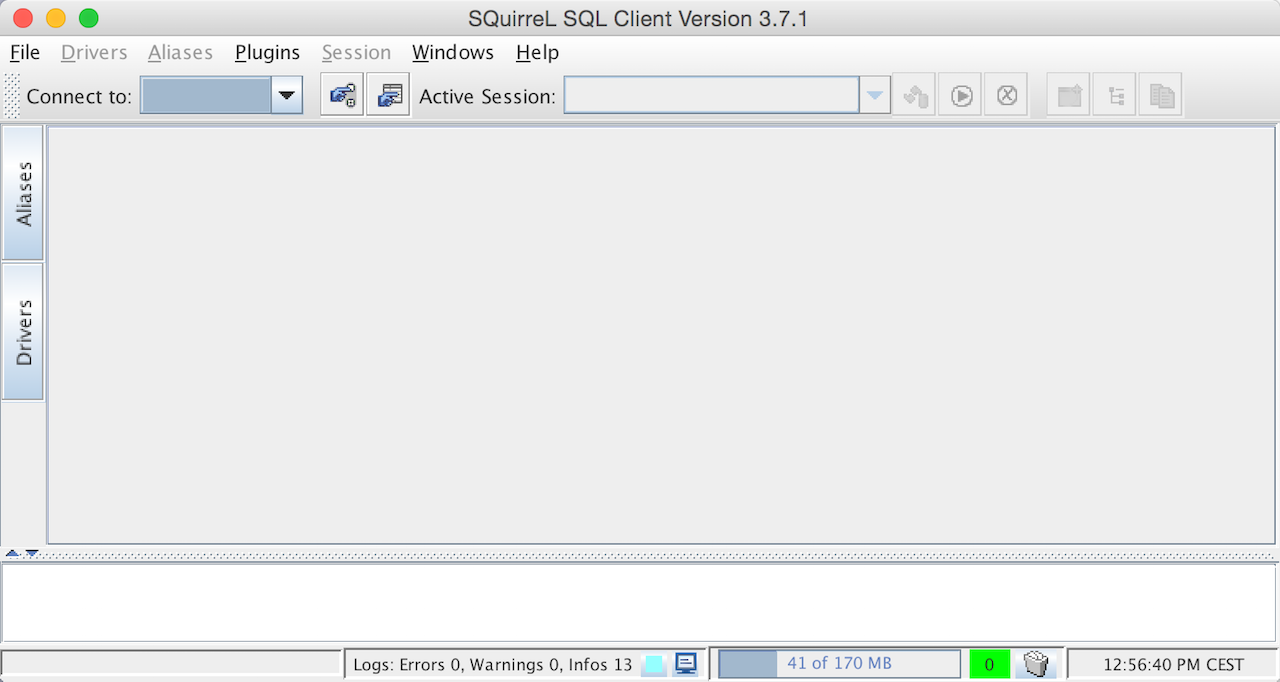 SQuirreL SQL Client Version 3.7.1
File Drivers Aliases Plugins Session Windows Help
Connect to: Active Session:
Aliases
Drivers
Logs: Errors 0, Warnings 0, Infos 13 41 of 170 MB 0 12:56:40 PM CEST